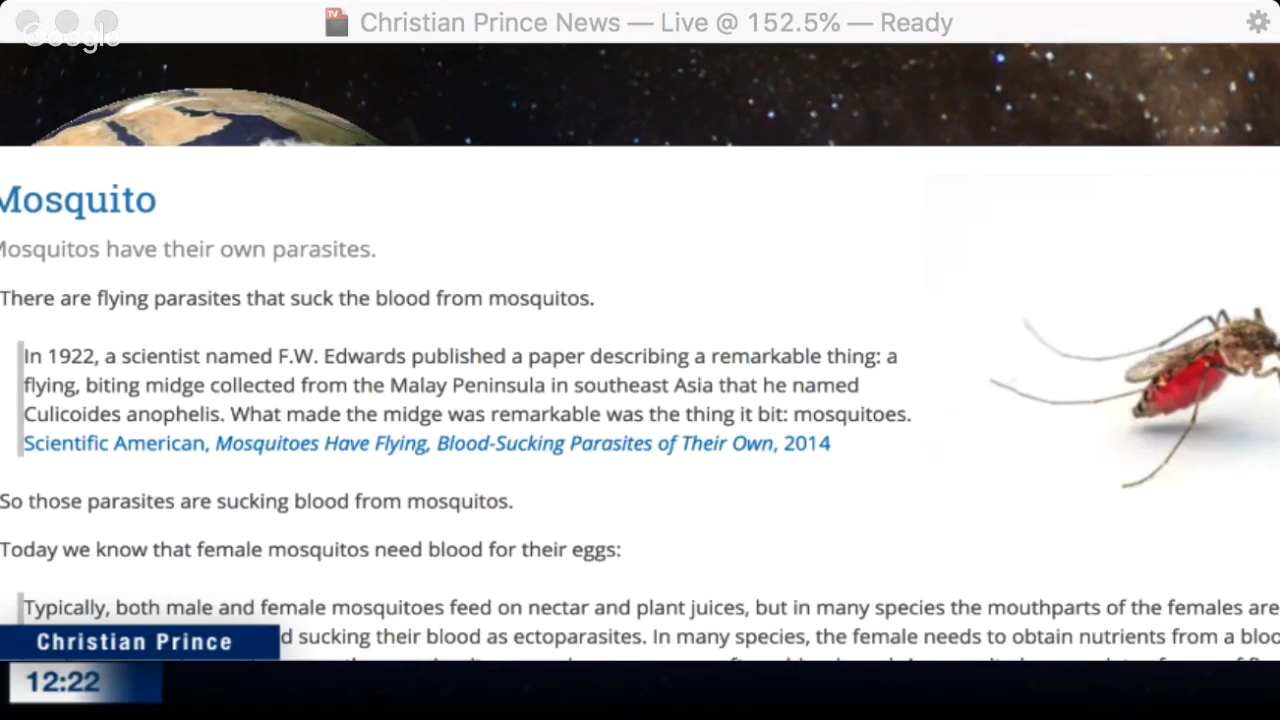 TV
Christian Prince News — Live @ 152.5% — Ready
Google
Mosquito
Mosquitos have their own parasites.
There are flying parasites that suck the blood from mosquitos.
In 1922, a scientist named F.W. Edwards published a paper describing a remarkable thing: a
flying, biting midge collected from the Malay Peninsula in southeast Asia that he named
Culicoides anophelis. What made the midge was remarkable was the thing it bit: mosquitoes.
Scientific American, Mosquitoes Have Flying, Blood-Sucking Parasites of Their Own, 2014
So those parasites are sucking blood from mosquitos.
Today we know that female mosquitos need blood for their eggs:
Typically, both male and female mosquitoes feed on nectar and plant juices, but in many species the mouthparts of the females are
d sucking their blood as ectoparasites. In many species, the female needs to obtain nutrients from a bloo
Christian Prince
12:22